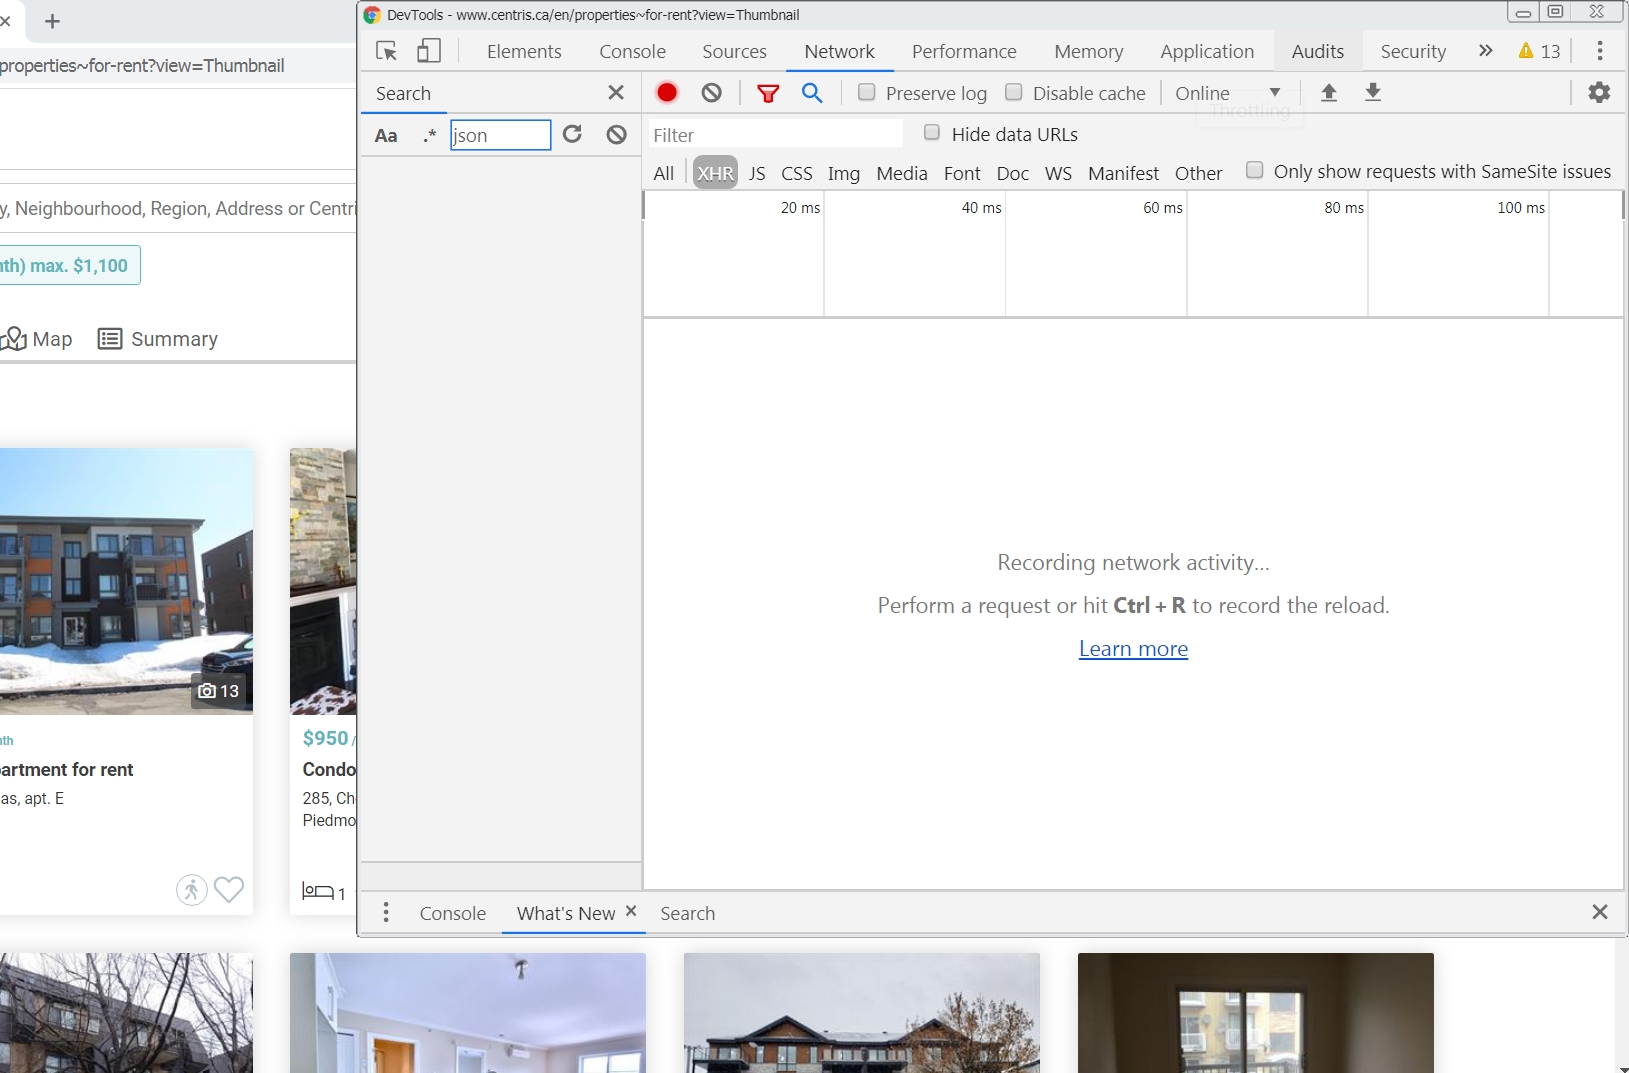 DevTools - www.centris.ca/en/properties~for-rent?view=Thumbnail
properties~for-rent?view=Thumbnail
Elements Console Sources Network Performance Memory Application Audits Security » 13
Search
Preserve log Disable cache Online
Throttling
Aa .* json
Filter Hide data URLs
All XHR JS CSS Img Media Font Doc WS Manifest Other Only show requests with SameSite issues
20 ms 40 ms 60 ms 80 ms 100 ms
y, Neighbourhood, Region, Address or Centri
nth) max. $1,100
Map Summary
Recording network activity...
Perform a request or hit Ctrl + R to record the reload.
Learn more
13
nth
partment for rent
as, apt. E
$950 /
Condo
285, Ch
Piedmo
1
Console What's New Search